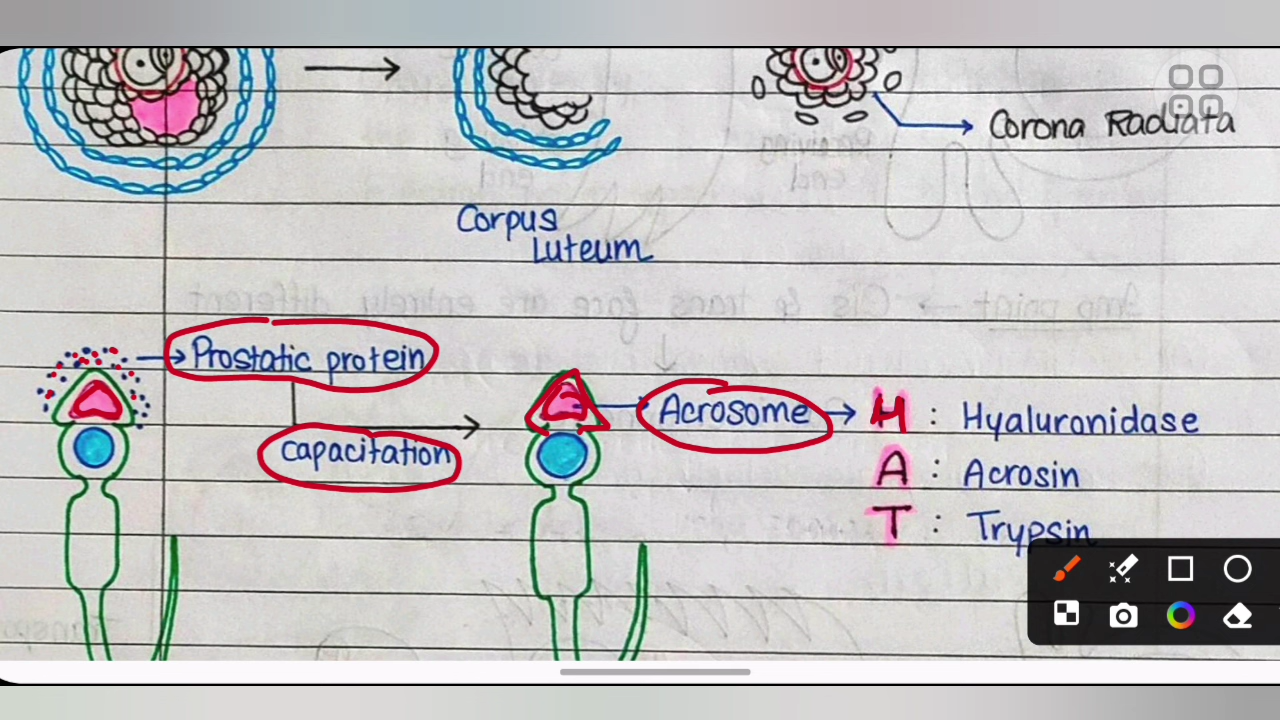 Corona Radiata
Corpus
Luteum
Prostatic protein
capacitation
Acrosome
H : Hyaluronidase
A : Acrosin
T : Trypsin